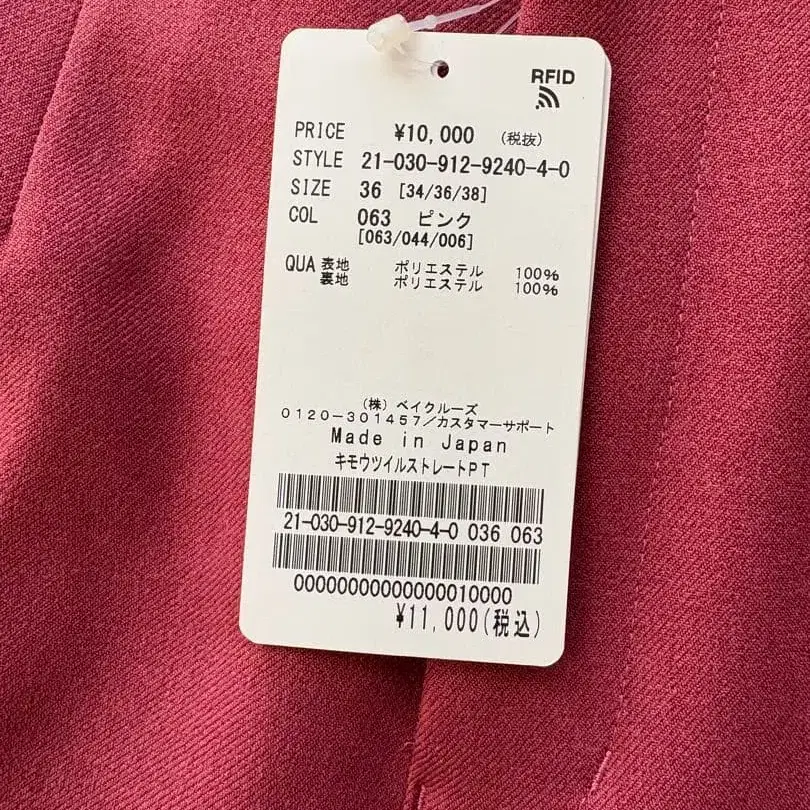 RFID
PRICE ¥10,000 (税抜)
STYLE 21-030-912-9240-4-0
SIZE 36 [34/36/38]
COL 063 ピンク
[063/044/006]
QUA 表地 ポリエステル 100%
裏地 ポリエステル 100%
(株) ベイクルーズ
0120-301457/カスタマーサポート
Made in Japan
キモウツイルストレートPT
21-030-912-9240-4-0 036 063
00000000000000010000
¥11,000(税込)